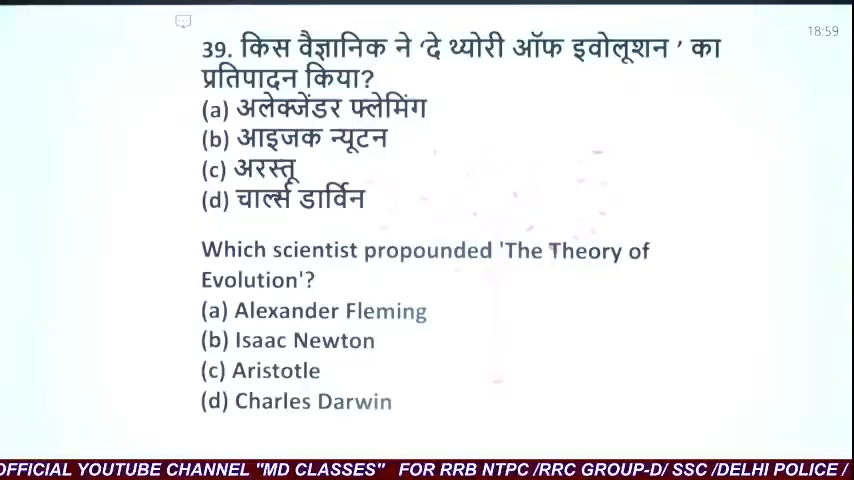 18:59
39. किस वैज्ञानिक ने ‘दे थ्योरी ऑफ इवोलूशन ’ का
प्रतिपादन किया?
(a) अलेक्जेंडर फ्लेमिंग
(b) आइजक न्यूटन
(c) अरस्तू
(d) चार्ल्स डार्विन
Which scientist propounded 'The Theory of
Evolution'?
(a) Alexander Fleming
(b) Isaac Newton
(c) Aristotle
(d) Charles Darwin
OFFICIAL YOUTUBE CHANNEL "MD CLASSES" FOR RRB NTPC /RRC GROUP-D/ SSC /DELHI POLICE /